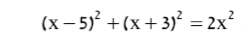 (x – 5)² + (x + 3)² = 2x²